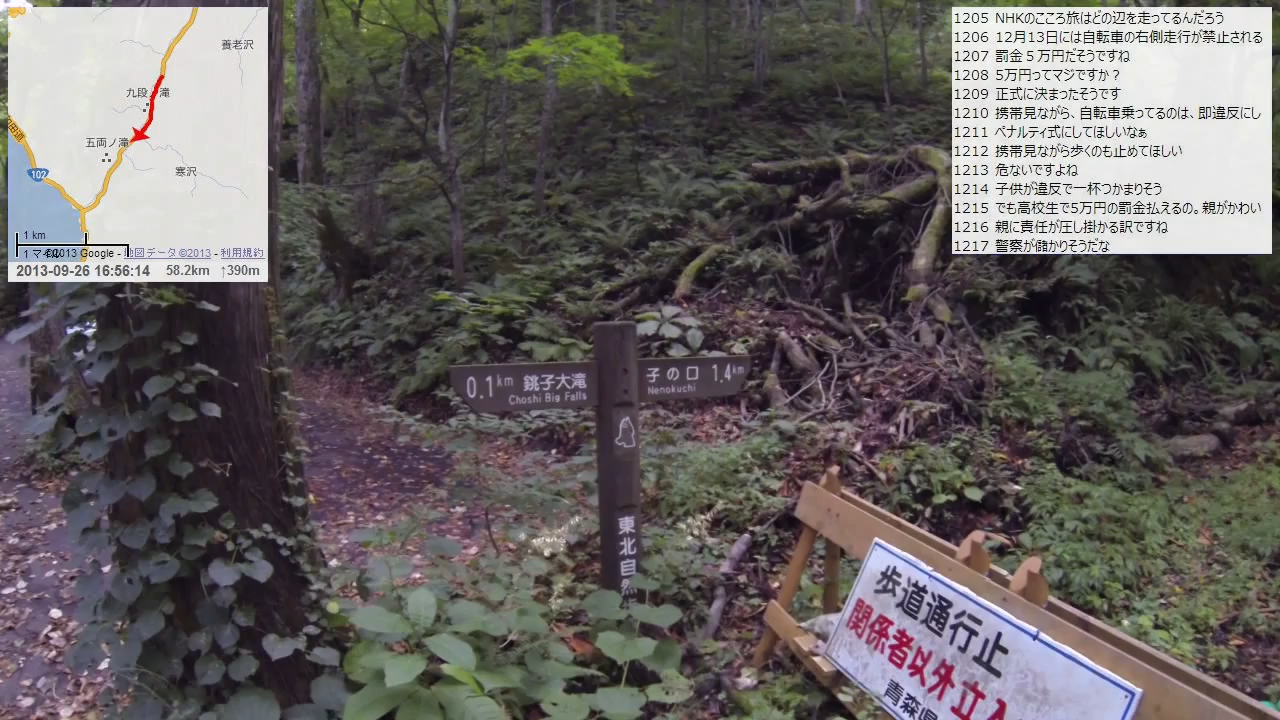 養老沢
九段ノ滝
五両ノ滝
寒沢
102
1 km
©2013 Google - 地図データ ©2013 - 利用規約
2013-09-26 16:56:14 58.2km ↑390m
1205 NHKのこころ旅はどの辺を走ってるんだろう
1206 12月13日には自転車の右側走行が禁止される
1207 罰金５万円だそうですね
1208 5万円ってマジですか？
1209 正式に決まったそうです
1210 携帯見ながら、自転車乗ってるのは、即違反にし
1211 ペナルティ式にしてほしいなぁ
1212 携帯見ながら歩くのも止めてほしい
1213 危ないですよね
1214 子供が違反で一杯つかまりそう
1215 でも高校生で5万円の罰金払えるの。親がかわい
1216 親に責任が圧し掛かる訳ですね
1217 警察が儲かりそうだな
0.1km 銚子大滝
Choshi Big Falls
子の口 1.4km
Nenokuchi
東北自然
歩道通行止
関係者以外立入
青森県